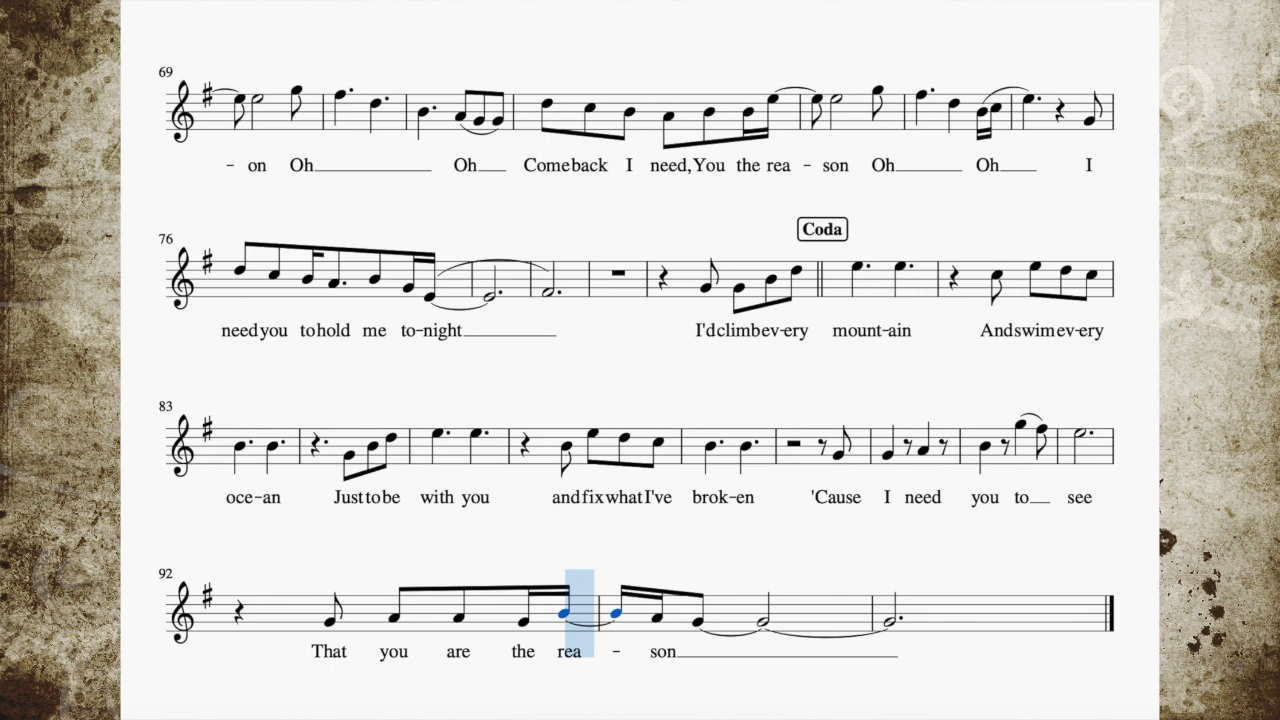 69
- on Oh Oh Comeback I need, You the rea - son Oh Oh I
76
Coda
need you to hold me to-night I'd climb ev-ery mount-ain And swim ev-ery
83
oce-an Just to be with you and fix what I've brok-en 'Cause I need you to see
92
That you are the rea - son